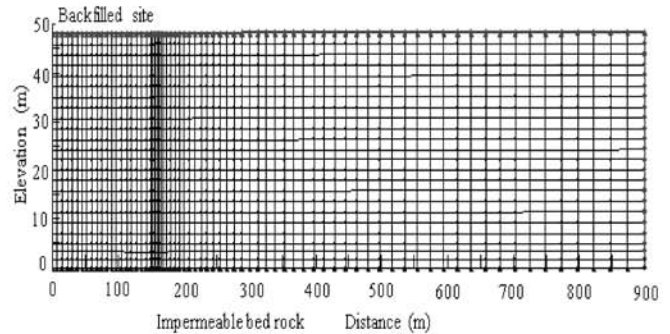 Backfilled site
50
40
30
20
10
0
Elevation (m)
0 100 200 300 400 500 600 700 800 900
Impermeable bed rock Distance (m)